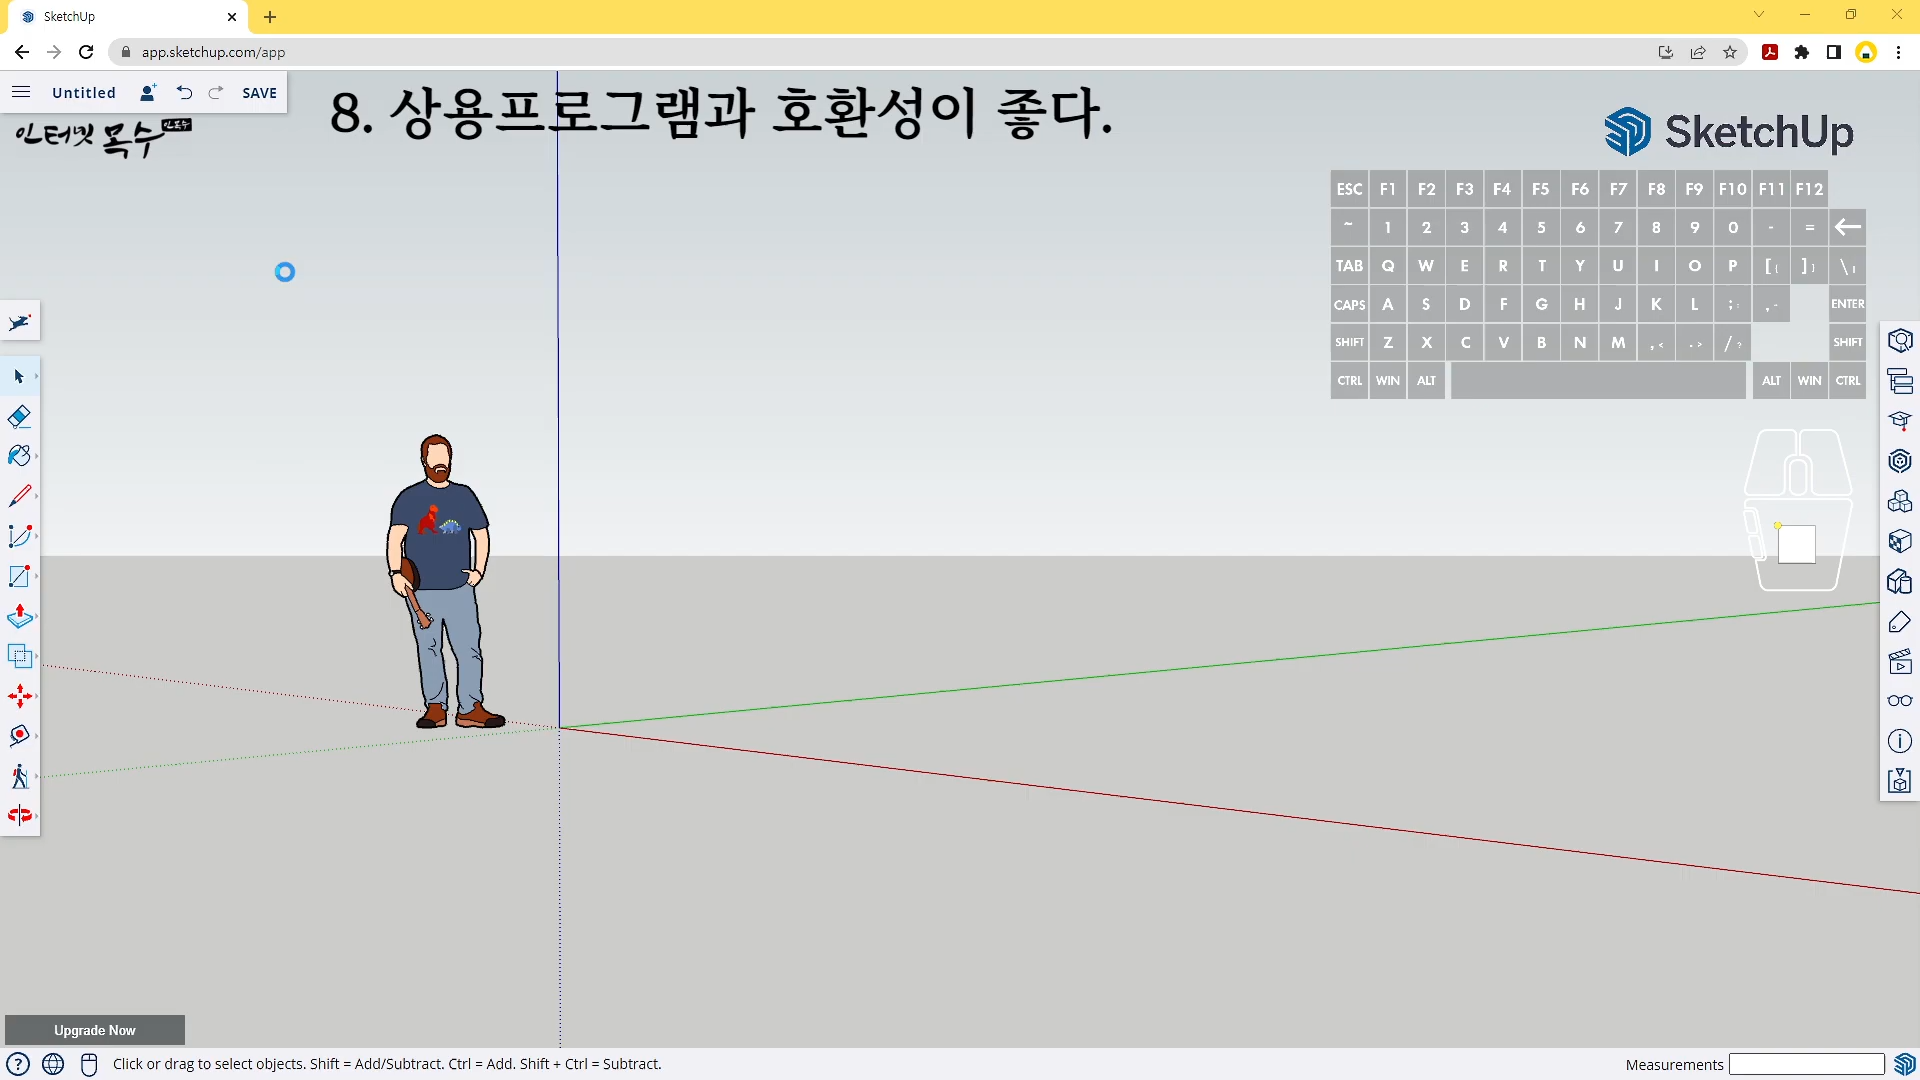 SketchUp
app.sketchup.com/app
Untitled
SAVE
인터넷 목수 인목수
8. 상용프로그램과 호환성이 좋다.
SketchUp
ESC F1 F2 F3 F4 F5 F6 F7 F8 F9 F10 F11 F12
~ 1 2 3 4 5 6 7 8 9 0 - =
TAB Q W E R T Y U I O P [ { ] } \ |
CAPS A S D F G H J K L ; : ENTER
SHIFT Z X C V B N M , < . > / ? SHIFT
CTRL WIN ALT ALT WIN CTRL
Upgrade Now
Click or drag to select objects. Shift = Add/Subtract. Ctrl = Add. Shift + Ctrl = Subtract.
Measurements